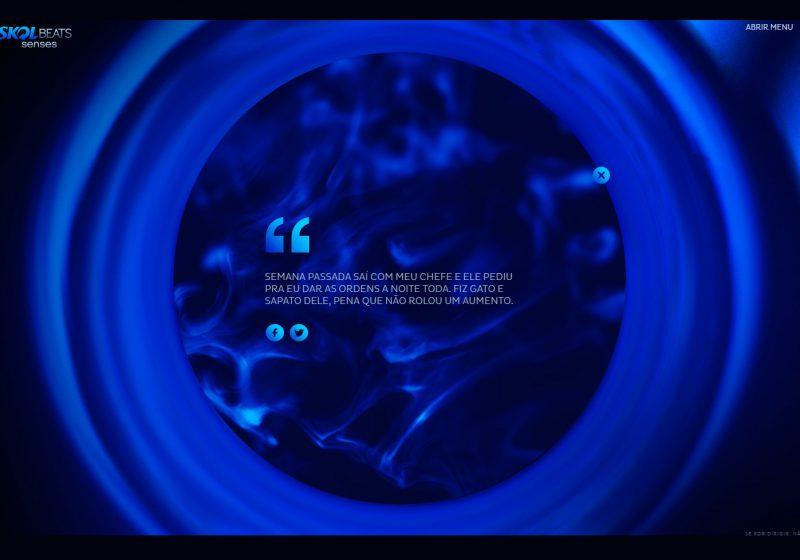 SKOL BEATS
senses
ABRIR MENU
SEMANA PASSADA SAÍ COM MEU CHEFE E ELE PEDIU
PRA EU DAR AS ORDENS A NOITE TODA. FIZ GATO E
SAPATO DELE, PENA QUE NÃO ROLOU UM AUMENTO.
SE FOR DIRIGIR, NÃ